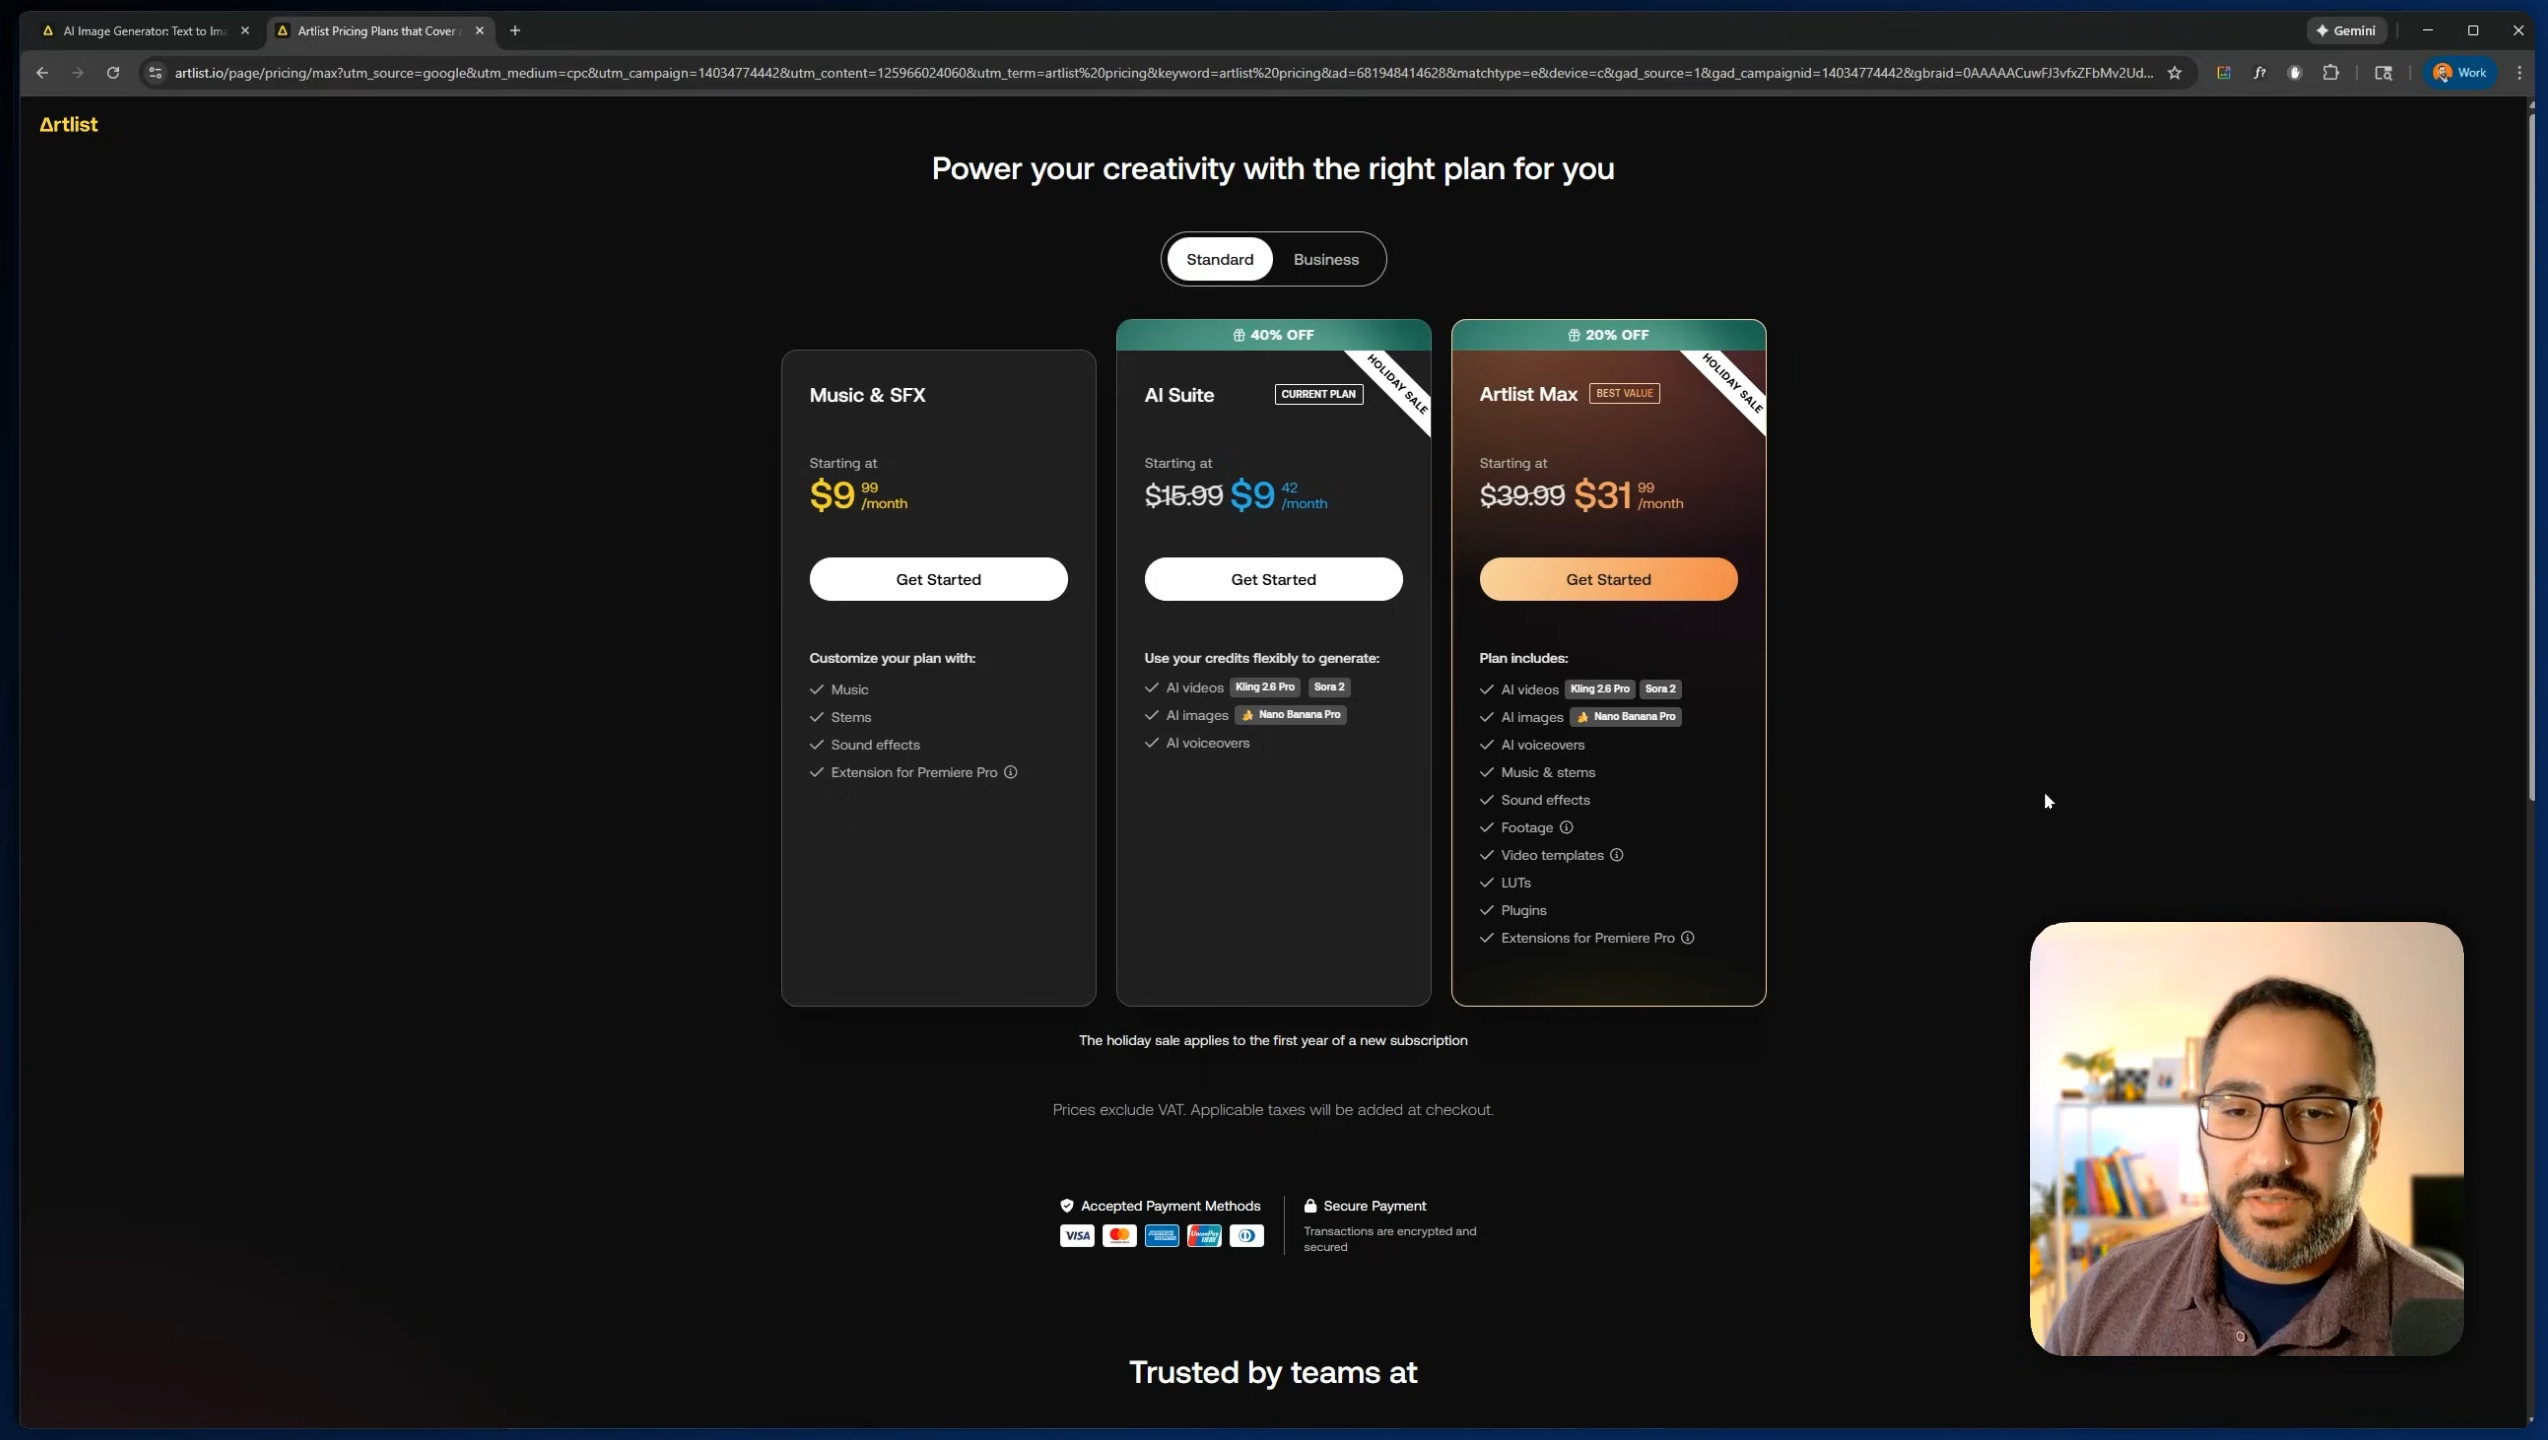 AI Image Generator: Text to Im
Artlist Pricing Plans that Cover
Gemini
artlist.io/page/pricing/max?utm_source=google&utm_medium=cpc&utm_campaign=14034774442&utm_content=125966024060&utm_term=artlist%20pricing&keyword=artlist%20pricing&ad=681948414628&matchtype=e&device=c&gad_source=1&gad_campaignid=14034774442&gbraid=0AAAAACuwFJ3vfxZFbMv2Ud...
f?
Work
Artlist
Power your creativity with the right plan for you
Standard
Business
Music & SFX
Starting at
$9 99 /month
Get Started
Customize your plan with:
Music
Stems
Sound effects
Extension for Premiere Pro
40% OFF
HOLIDAY SALE
AI Suite
CURRENT PLAN
Starting at
$15.99 $9 42 /month
Get Started
Use your credits flexibly to generate:
AI videos Kling 2.6 Pro Sora 2
AI images Nano Banana Pro
AI voiceovers
20% OFF
HOLIDAY SALE
Artlist Max BEST VALUE
Starting at
$39.99 $31 99 /month
Get Started
Plan includes:
AI videos Kling 2.6 Pro Sora 2
AI images Nano Banana Pro
AI voiceovers
Music & stems
Sound effects
Footage
Video templates
LUTs
Plugins
Extensions for Premiere Pro
The holiday sale applies to the first year of a new subscription
Prices exclude VAT. Applicable taxes will be added at checkout.
Accepted Payment Methods
VISA
Secure Payment
Transactions are encrypted and
secured
Trusted by teams at